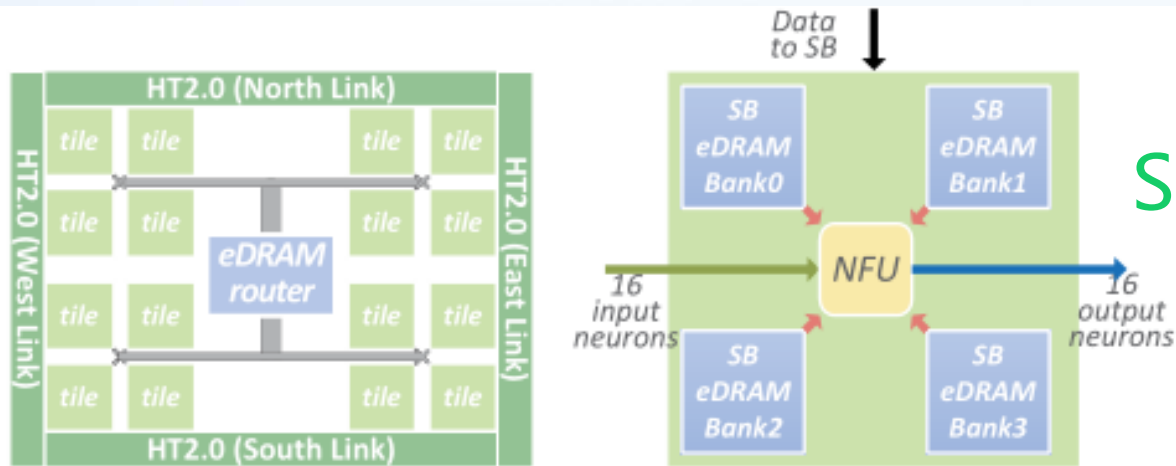 HT2.0 (North Link)
HT2.0 (West Link)
tile tile tile tile
tile tile tile tile
eDRAM
router
tile tile tile tile
tile tile tile tile
HT2.0 (East Link)
HT2.0 (South Link)
Data
to SB
SB
eDRAM
Bank0
SB
eDRAM
Bank1
16
input
neurons
NFU
16
output
neurons
SB
eDRAM
Bank2
SB
eDRAM
Bank3
S